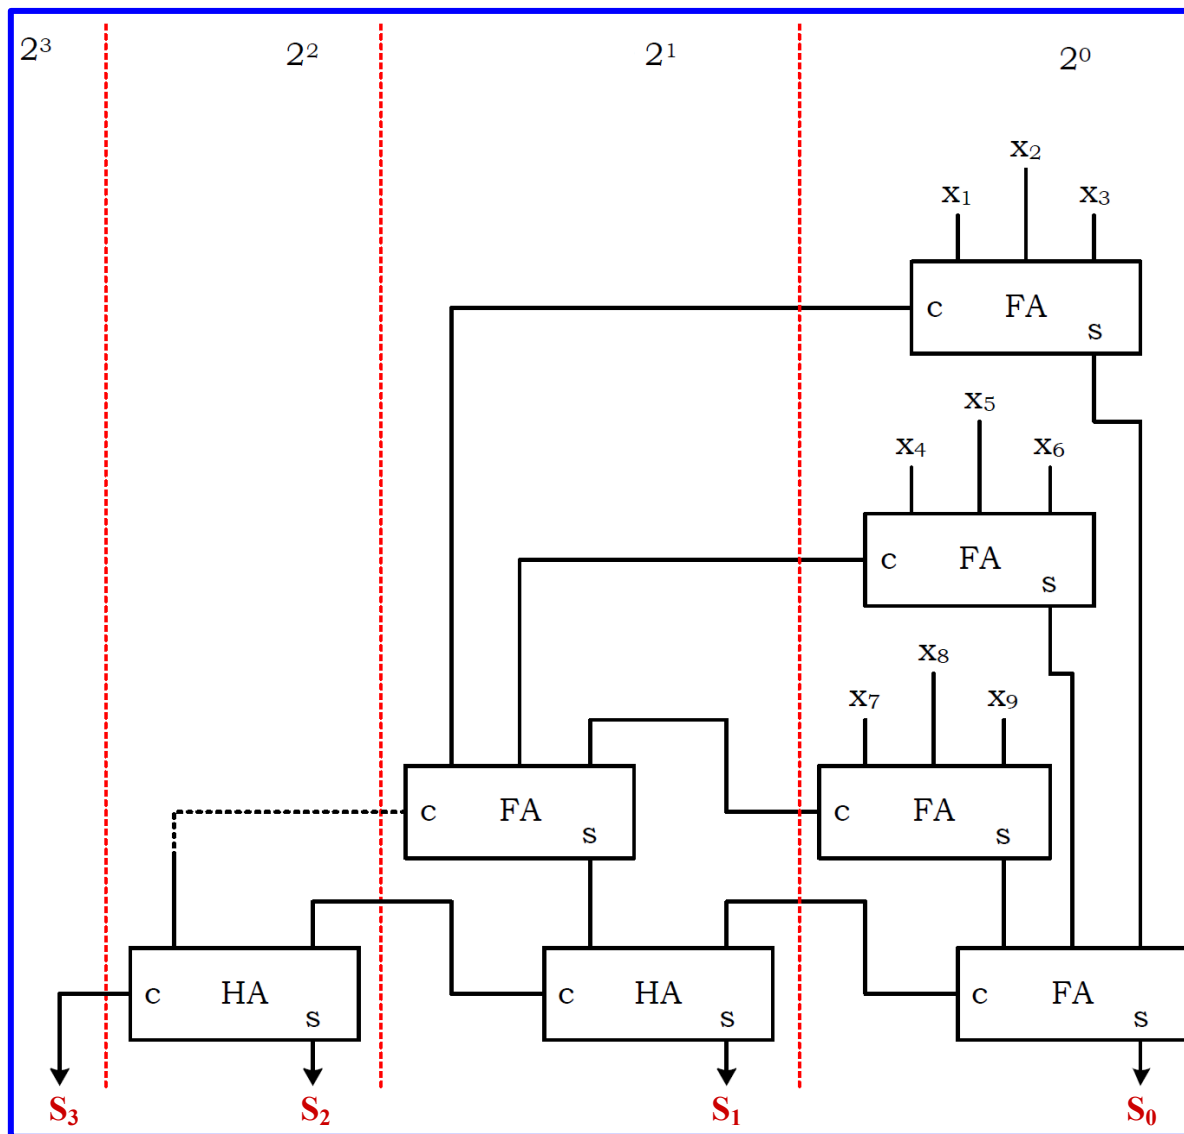 2³ 2² 2¹ 2⁰
x₂
x₁ x₃
c FA s
x₅
x₄ x₆
c FA s
x₈
x₇ x₉
c FA s c FA s
c HA s c HA s c FA s
S₃ S₂ S₁ S₀